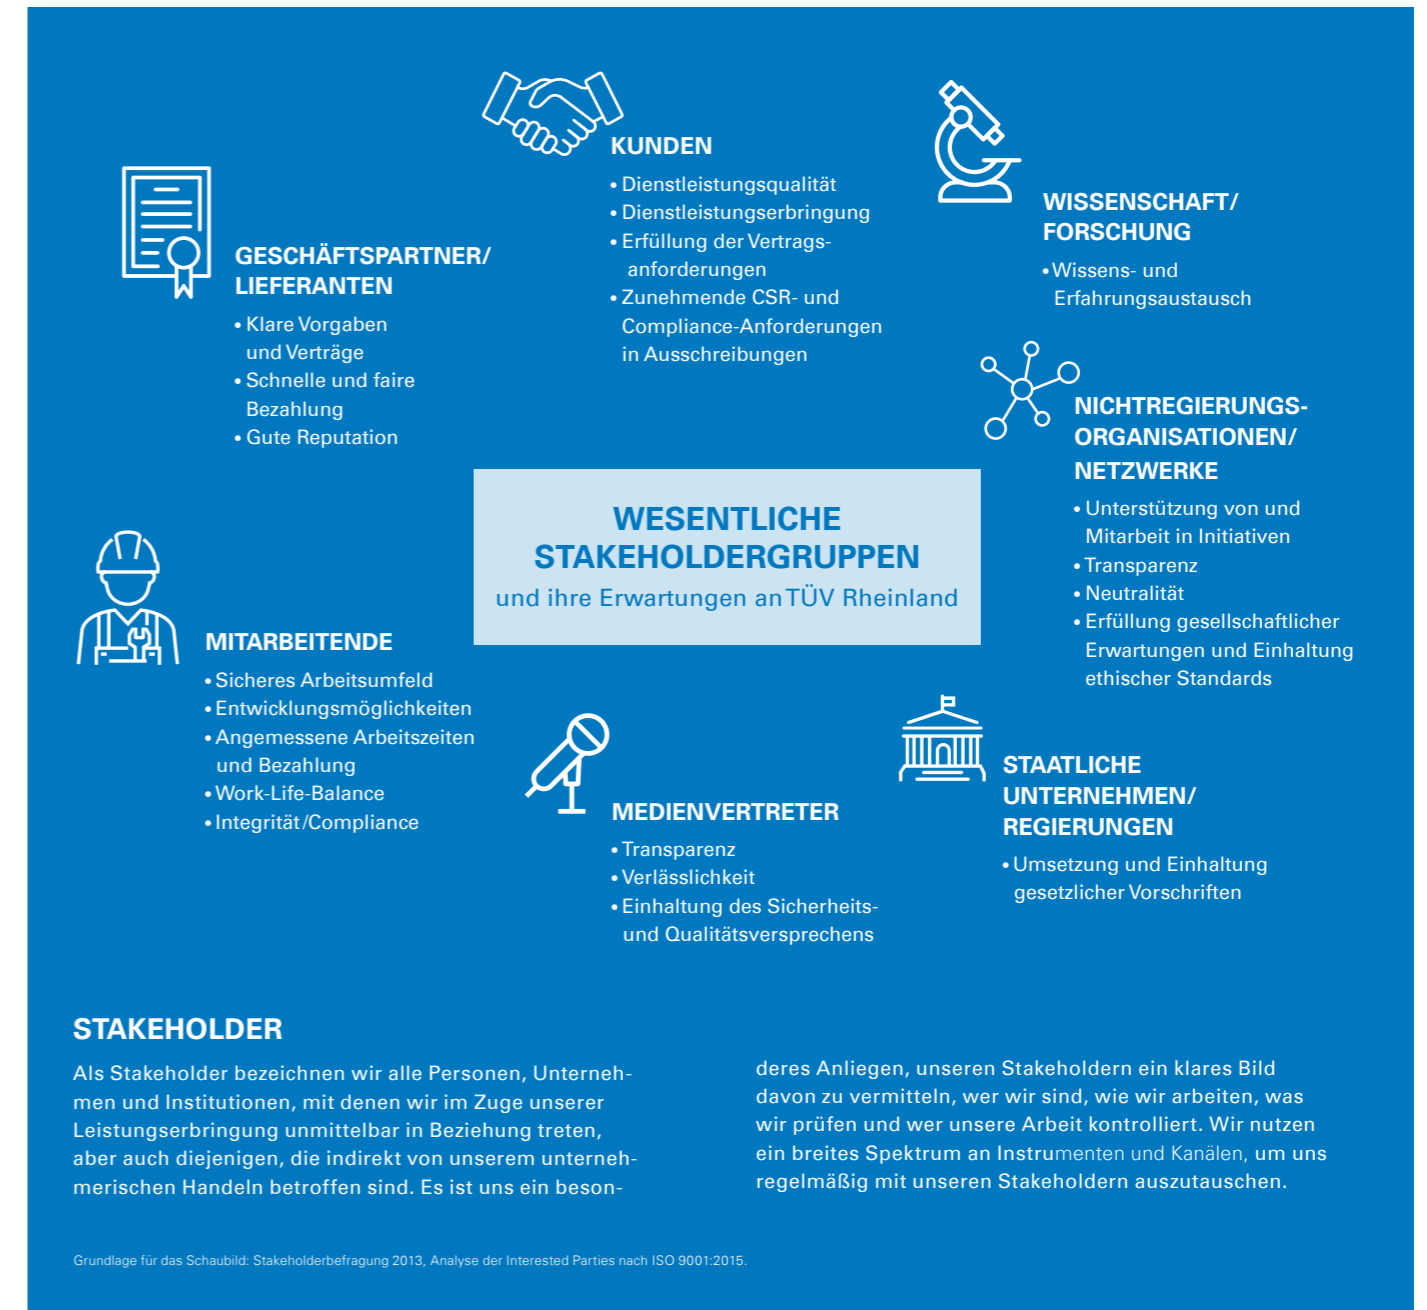 KUNDEN
• Dienstleistungsqualität
• Dienstleistungserbringung
• Erfüllung der Vertrags-
anforderungen
• Zunehmende CSR- und
Compliance-Anforderungen
in Ausschreibungen
WISSENSCHAFT/
FORSCHUNG
• Wissens- und
Erfahrungsaustausch
GESCHÄFTSPARTNER/
LIEFERANTEN
• Klare Vorgaben
und Verträge
• Schnelle und faire
Bezahlung
• Gute Reputation
NICHTREGIERUNGS-
ORGANISATIONEN/
NETZWERKE
• Unterstützung von und
Mitarbeit in Initiativen
• Transparenz
• Neutralität
• Erfüllung gesellschaftlicher
Erwartungen und Einhaltung
ethischer Standards
WESENTLICHE
STAKEHOLDERGRUPPEN
und ihre Erwartungen an TÜV Rheinland
MITARBEITENDE
• Sicheres Arbeitsumfeld
• Entwicklungsmöglichkeiten
• Angemessene Arbeitszeiten
und Bezahlung
• Work-Life-Balance
• Integrität/Compliance
MEDIENVERTRETER
• Transparenz
• Verlässlichkeit
• Einhaltung des Sicherheits-
und Qualitätsversprechens
STAATLICHE
UNTERNEHMEN/
REGIERUNGEN
• Umsetzung und Einhaltung
gesetzlicher Vorschriften
STAKEHOLDER
Als Stakeholder bezeichnen wir alle Personen, Unterneh-
men und Institutionen, mit denen wir im Zuge unserer
Leistungserbringung unmittelbar in Beziehung treten,
aber auch diejenigen, die indirekt von unserem unterneh-
merischen Handeln betroffen sind. Es ist uns ein beson-
deres Anliegen, unseren Stakeholdern ein klares Bild
davon zu vermitteln, wer wir sind, wie wir arbeiten, was
wir prüfen und wer unsere Arbeit kontrolliert. Wir nutzen
ein breites Spektrum an Instrumenten und Kanälen, um uns
regelmäßig mit unseren Stakeholdern auszutauschen.
Grundlage für das Schaubild: Stakeholderbefragung 2013, Analyse der Interested Parties nach ISO 9001:2015.